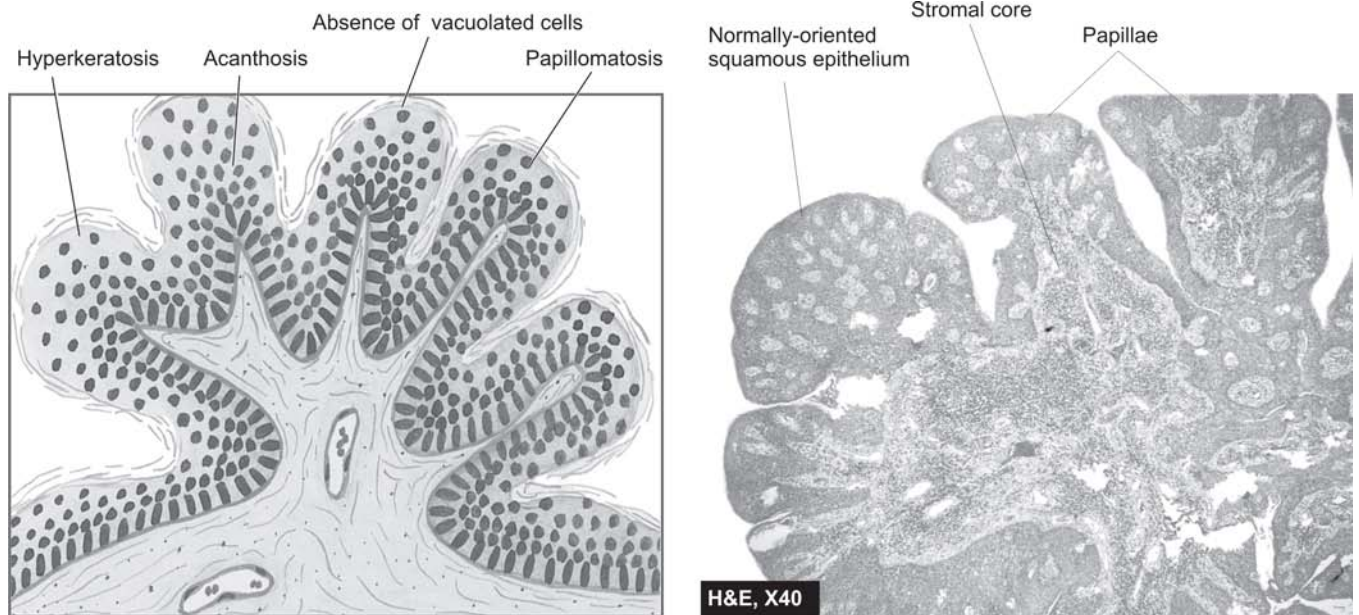 Absence of vacuolated cells
Hyperkeratosis
Acanthosis
Papillomatosis
Stromal core
Normally-oriented
squamous epithelium
Papillae
H&E, X40